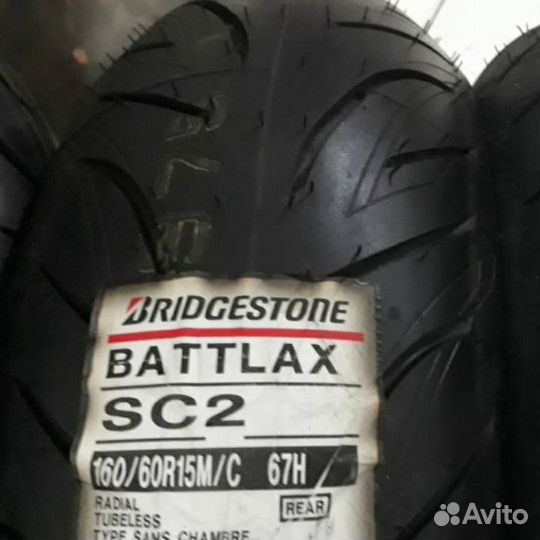 BRIDGESTONE
BATTLAX
SC2
160/60R15M/C 67H
RADIAL REAR
TUBELESS
TYPE SANS CHAMBRE
Avito